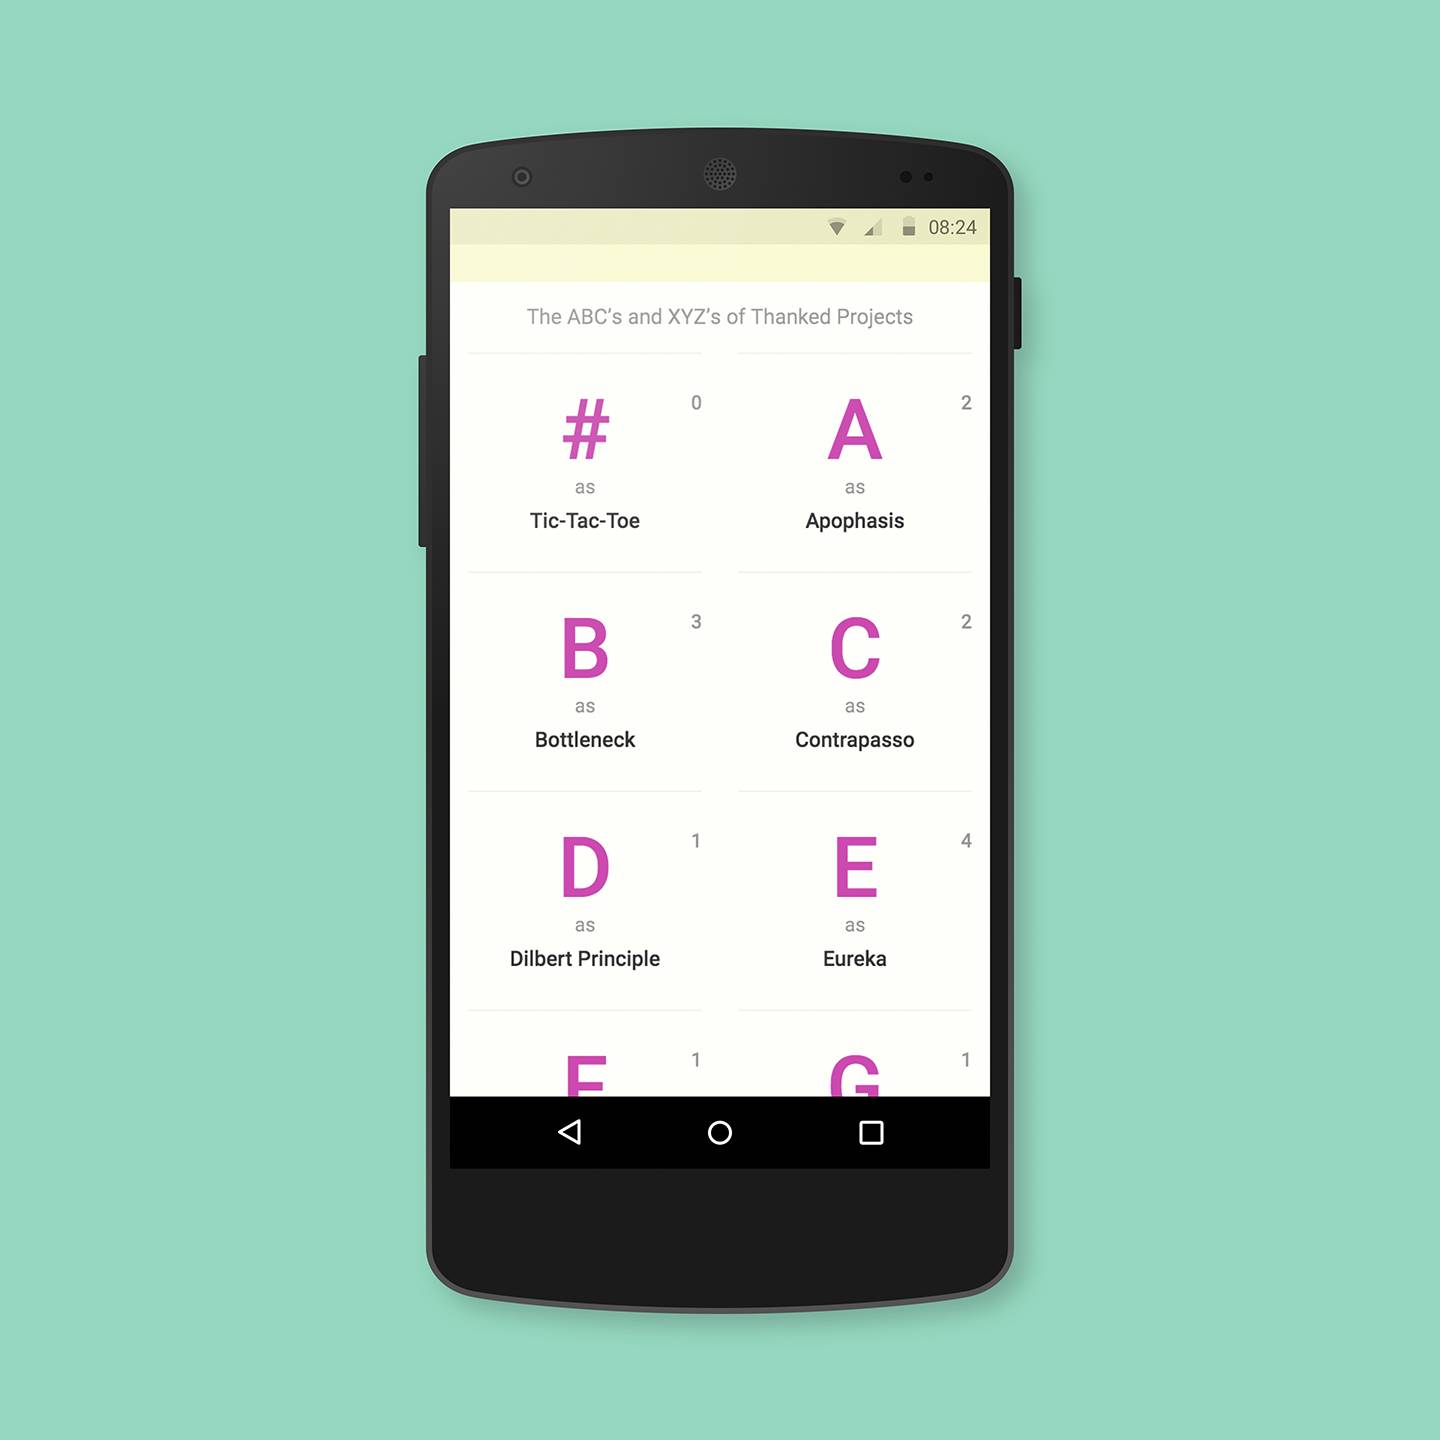 08:24
The ABC’s and XYZ’s of Thanked Projects
# 0
as
Tic-Tac-Toe
A 2
as
Apophasis
B 3
as
Bottleneck
C 2
as
Contrapasso
D 1
as
Dilbert Principle
E 4
as
Eureka
F 1
G 1